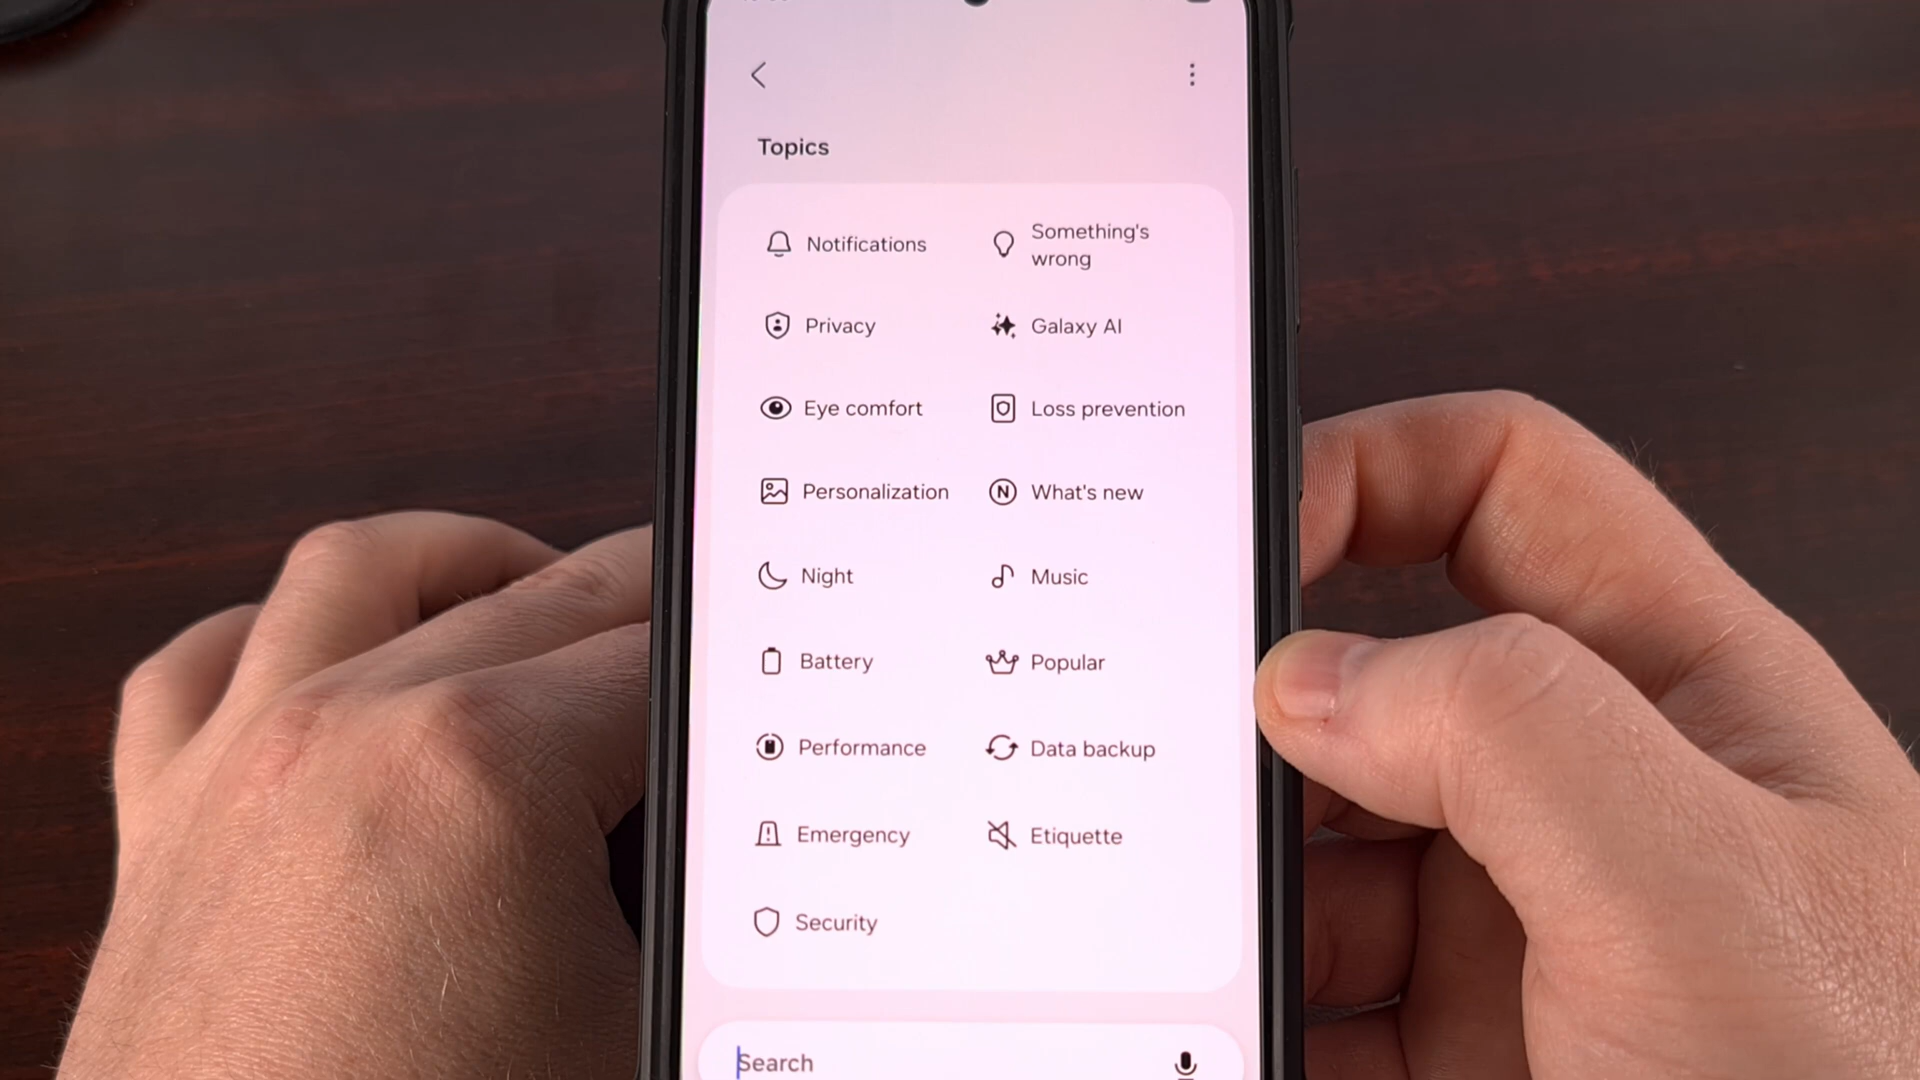 Topics
Notifications
Something's
wrong
Privacy
Galaxy AI
Eye comfort
Loss prevention
Personalization
N
What's new
Night
Music
Battery
Popular
Performance
Data backup
Emergency
Etiquette
Security
Search